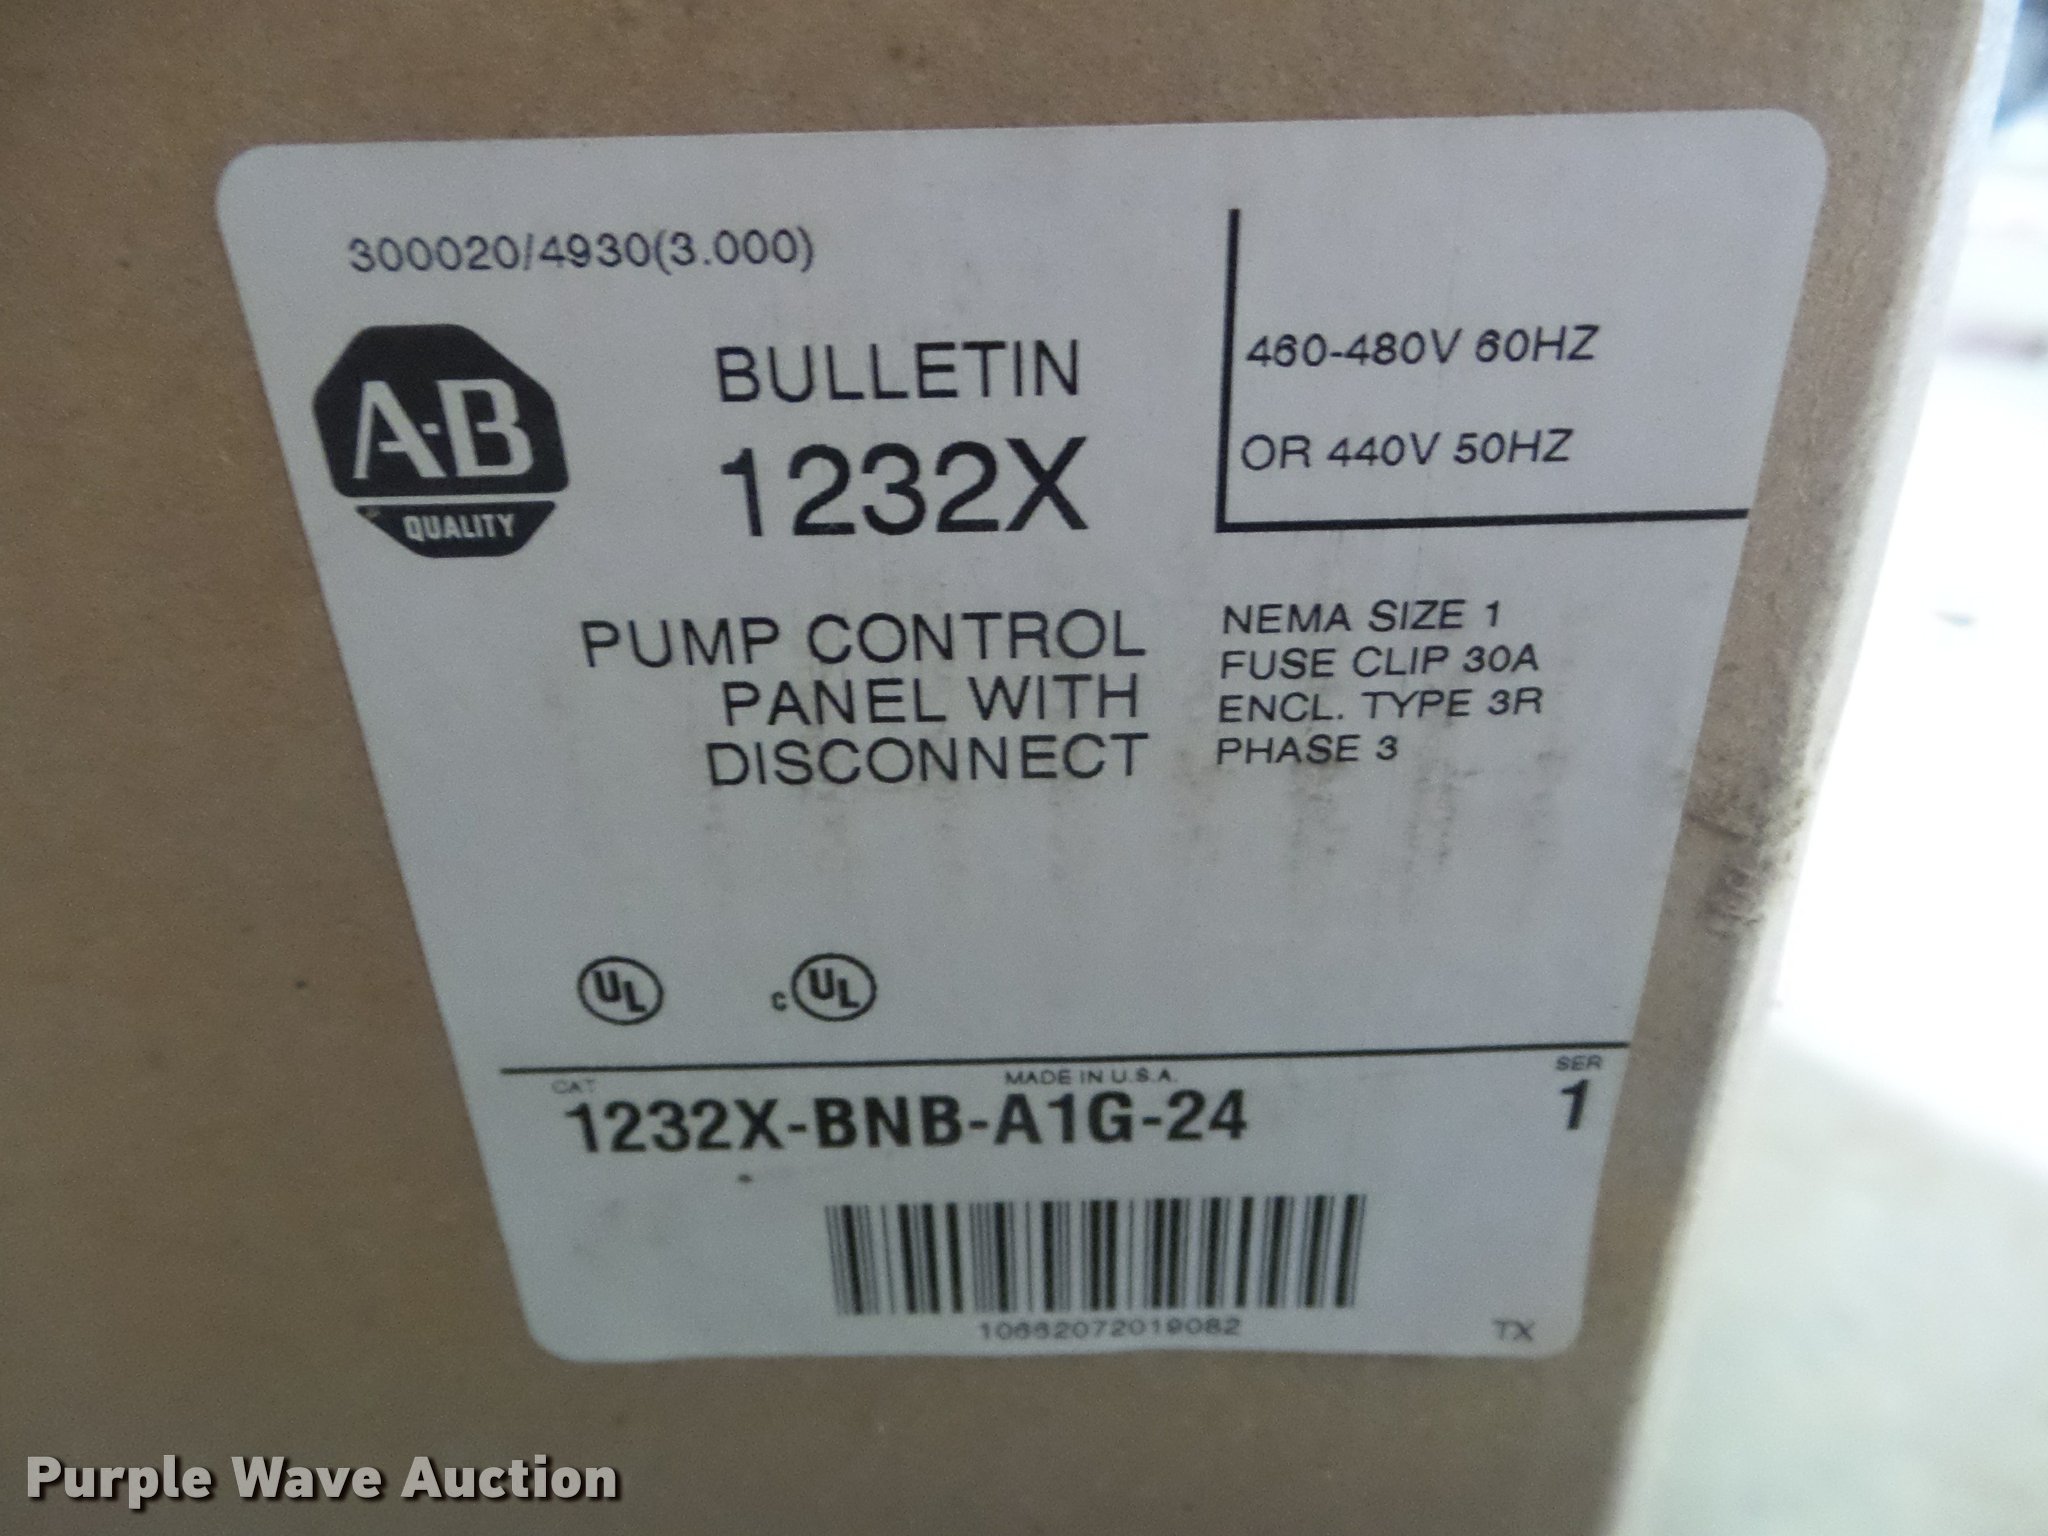 300020/4930(3.000)
A-B
QUALITY
BULLETIN
1232X
460-480V 60HZ
OR 440V 50HZ
PUMP CONTROL
PANEL WITH
DISCONNECT
NEMA SIZE 1
FUSE CLIP 30A
ENCL. TYPE 3R
PHASE 3
UL
c UL
CAT
MADE IN U.S.A.
SER
1232X-BNB-A1G-24
1
10662072019082
TX
Purple Wave Auction